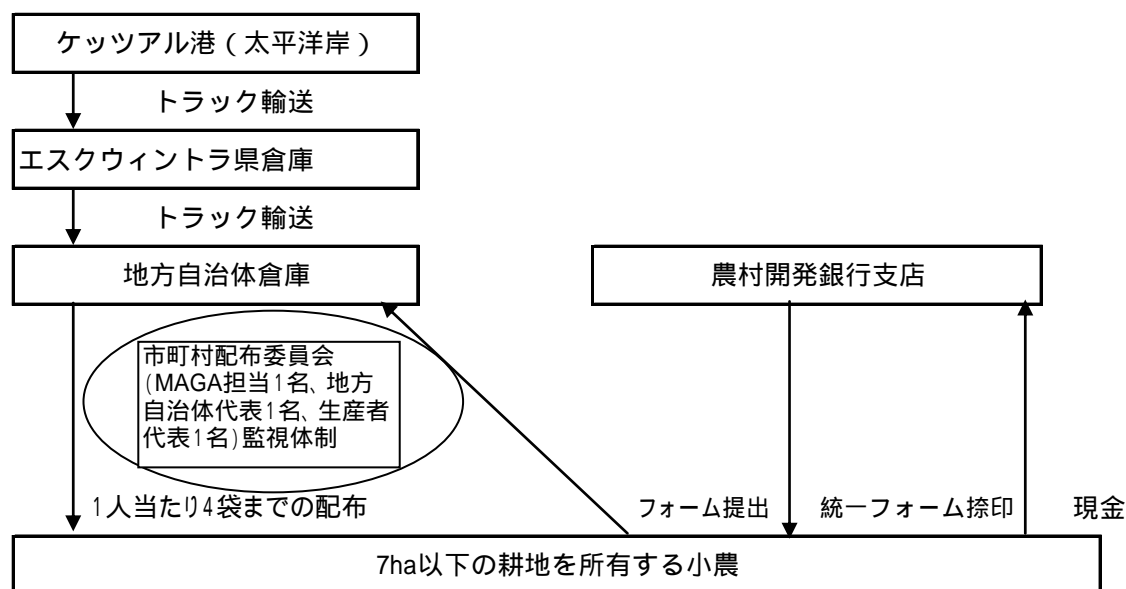 ケッツアル港（太平洋岸）
トラック輸送
エスクウィントラ県倉庫
トラック輸送
地方自治体倉庫
農村開発銀行支店
市町村配布委員会
(MAGA担当1名、地方
自治体代表1名、生産者
代表1名)監視体制
1人当たり4袋までの配布
フォーム提出
統一フォーム捺印
現金
7ha以下の耕地を所有する小農